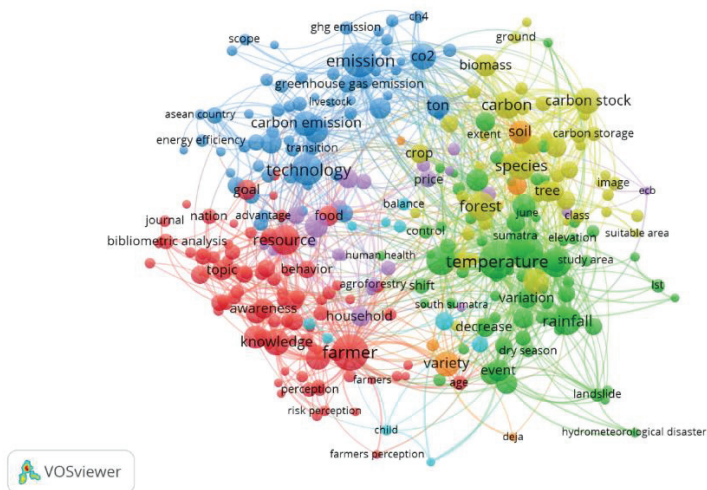 ch4
ghg emission
scope
ground
emission
co2
biomass
greenhouse gas emission
livestock
asean country
ton
carbon
carbon stock
carbon emission
extent
soil
carbon storage
energy efficiency
transition
crop
technology
species
price
image
goal
tree
ecb
advantage
food
balance
forest
june
class
journal
nation
suitable area
bibliometric analysis
resource
control
sumatra
elevation
human health
temperature
study area
topic
behavior
agroforestry
shift
lst
awareness
household
south sumatra
variation
decrease
rainfall
knowledge
dry season
farmer
variety
event
perception
farmers
age
landslide
risk perception
child
deja
hydrometeorological disaster
farmers perception
VOSviewer